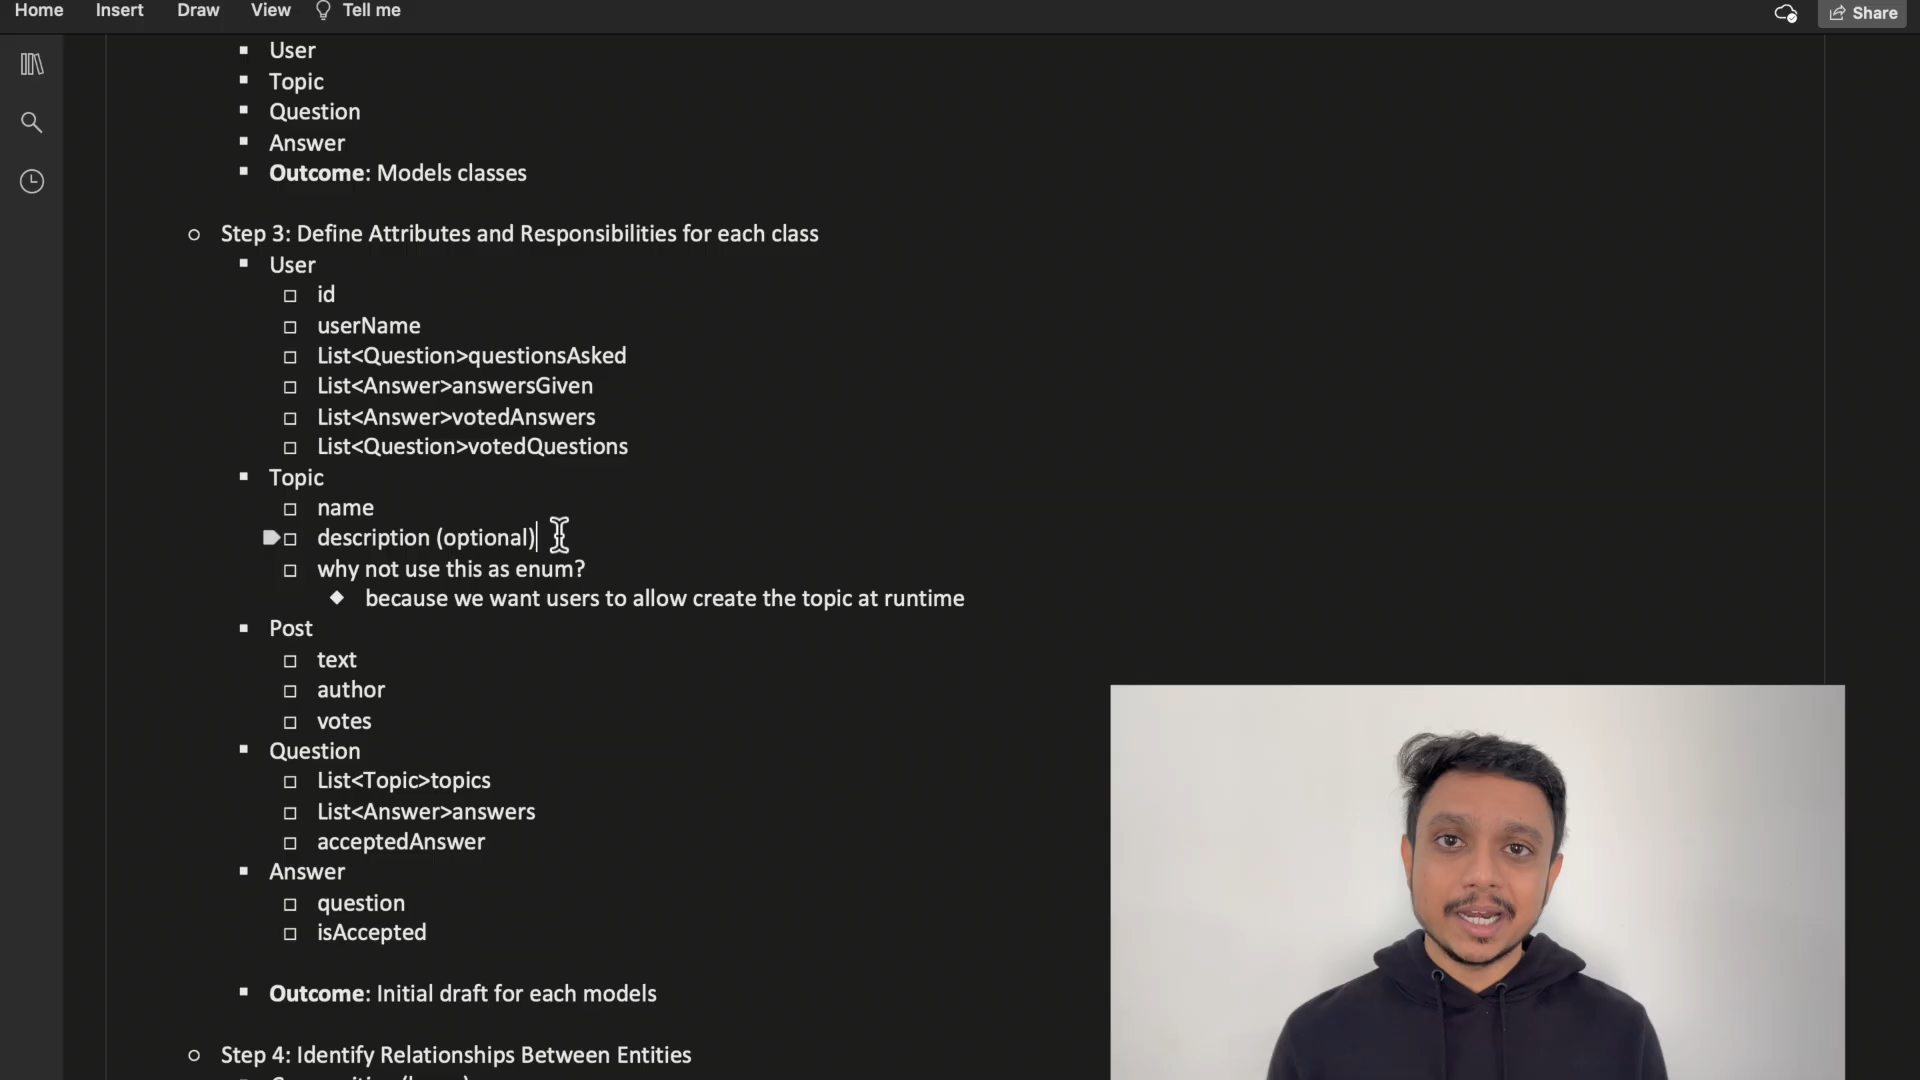 Home Insert Draw View Tell me Share
User
Topic
Question
Answer
Outcome: Models classes
Step 3: Define Attributes and Responsibilities for each class
User
id
userName
List<Question>questionsAsked
List<Answer>answersGiven
List<Answer>votedAnswers
List<Question>votedQuestions
Topic
name
description (optional)
why not use this as enum?
because we want users to allow create the topic at runtime
Post
text
author
votes
Question
List<Topic>topics
List<Answer>answers
acceptedAnswer
Answer
question
isAccepted
Outcome: Initial draft for each models
Step 4: Identify Relationships Between Entities